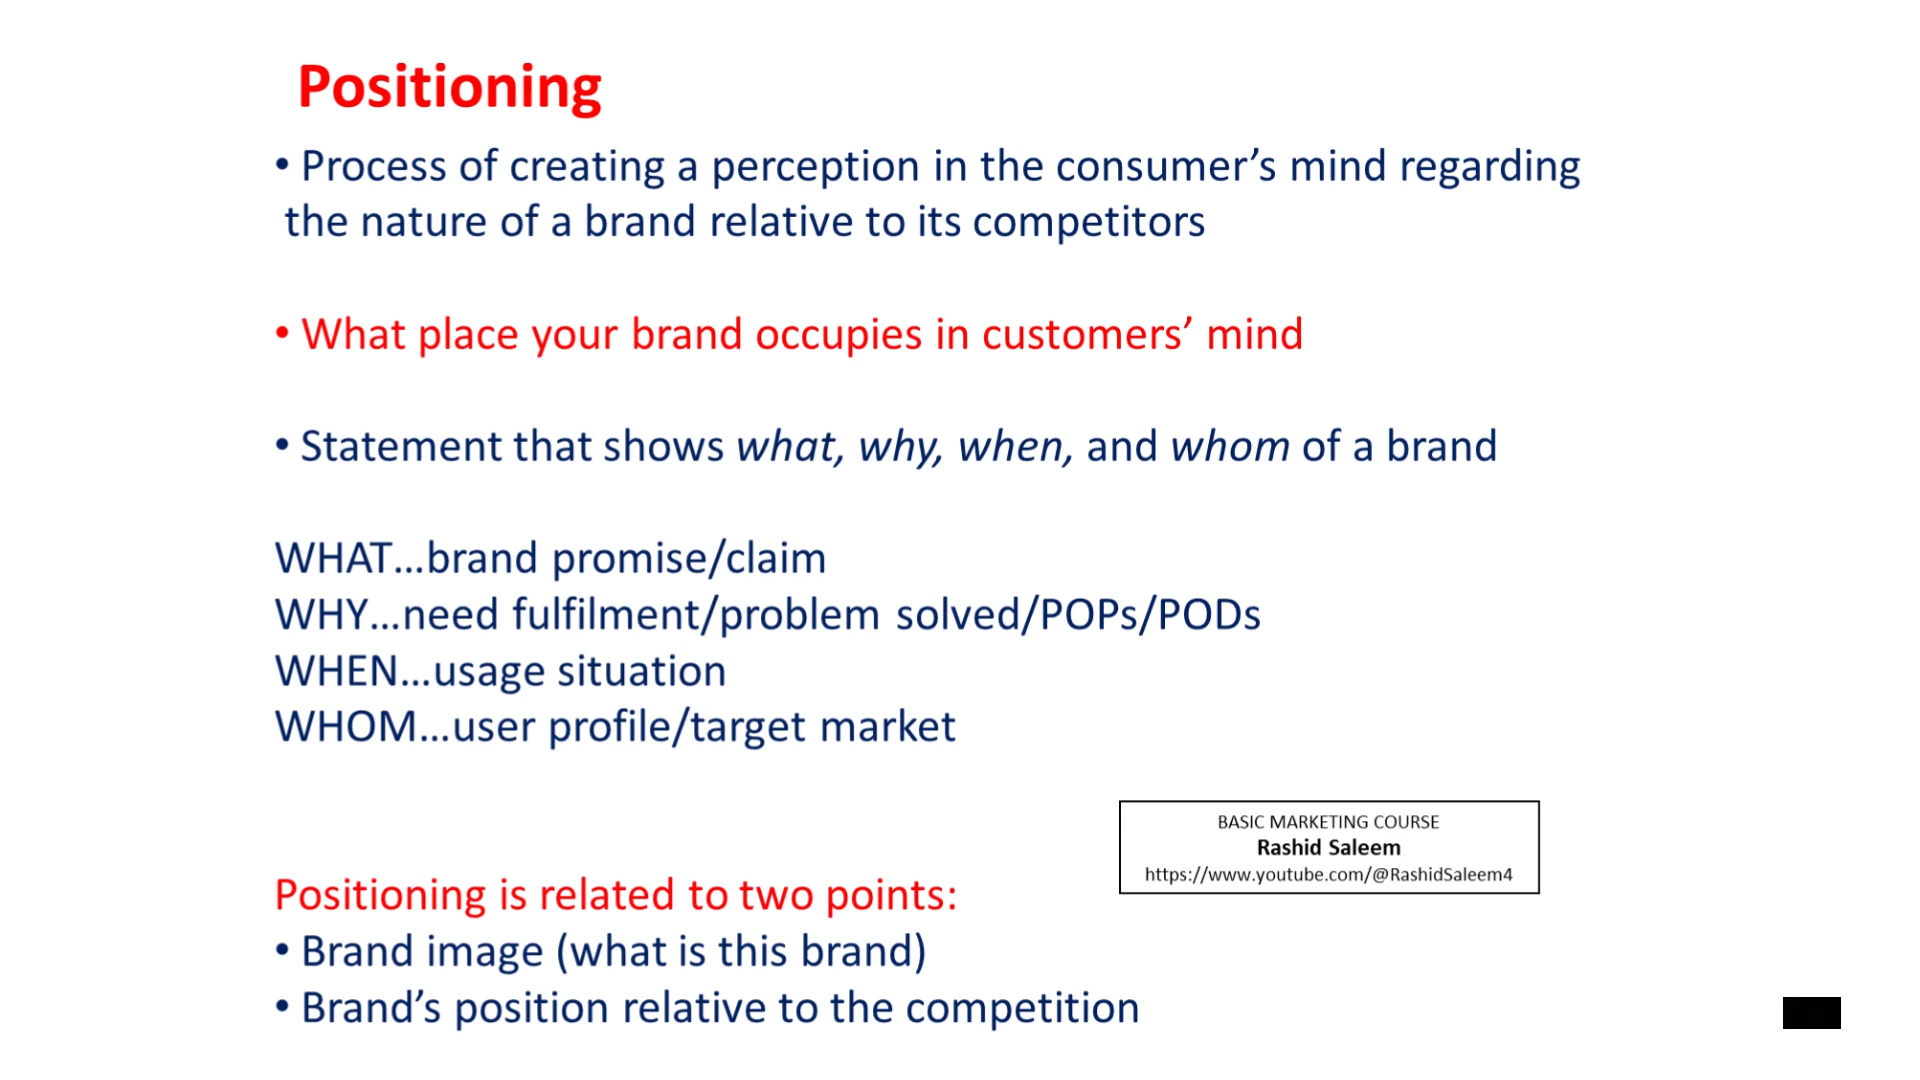 Positioning
• Process of creating a perception in the consumer’s mind regarding
the nature of a brand relative to its competitors
• What place your brand occupies in customers’ mind
• Statement that shows what, why, when, and whom of a brand
WHAT...brand promise/claim
WHY...need fulfilment/problem solved/POPs/PODs
WHEN...usage situation
WHOM...user profile/target market
BASIC MARKETING COURSE
Rashid Saleem
https://www.youtube.com/@RashidSaleem4
Positioning is related to two points:
• Brand image (what is this brand)
• Brand’s position relative to the competition